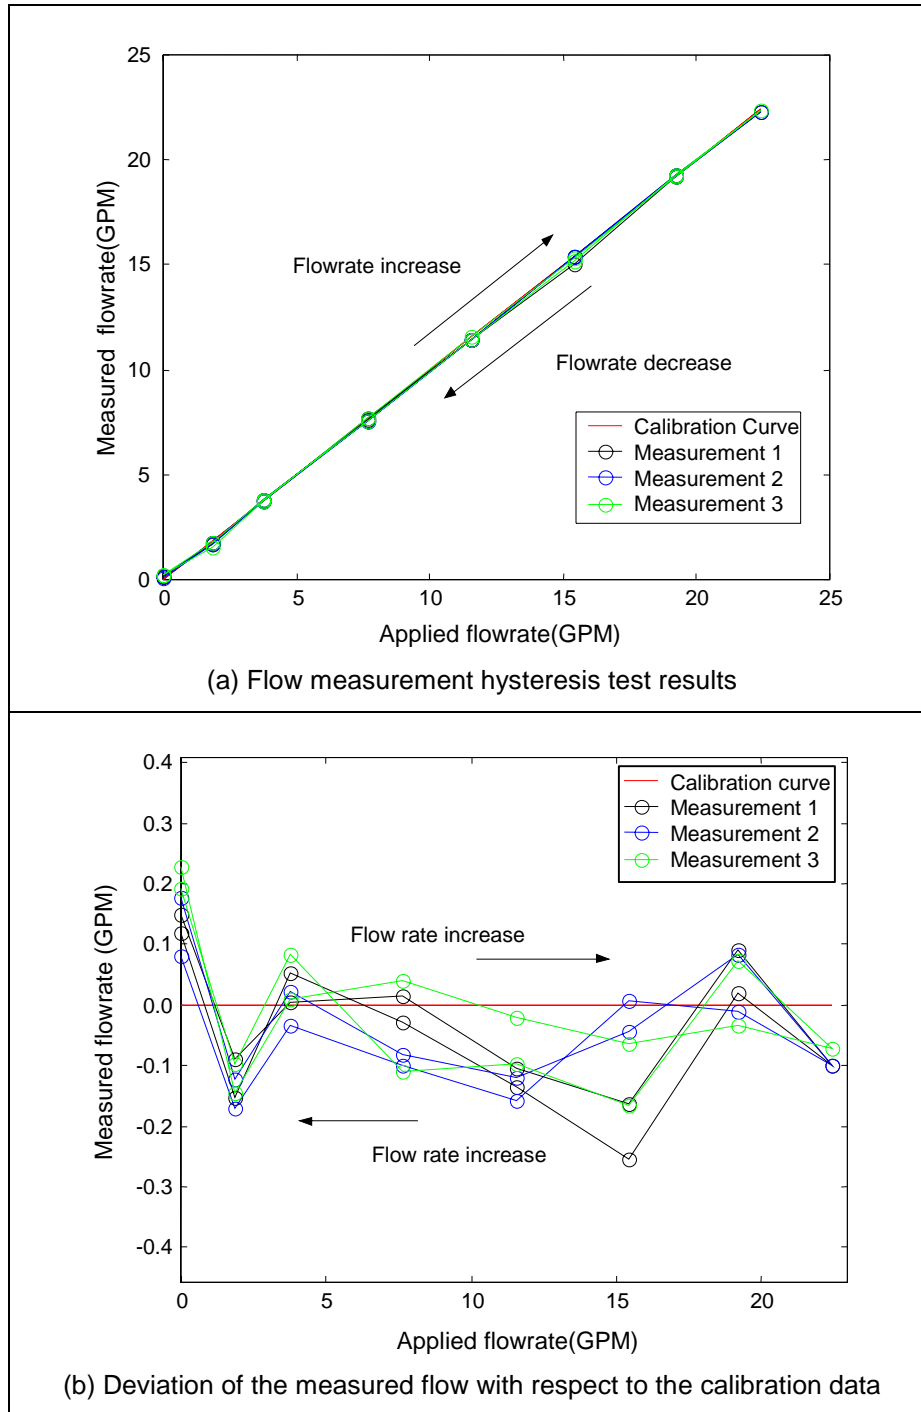 25
20
15
10
5
0
Measured flowrate(GPM)
Flowrate increase
Flowrate decrease
Calibration Curve
Measurement 1
Measurement 2
Measurement 3
0 5 10 15 20 25
Applied flowrate(GPM)
(a) Flow measurement hysteresis test results
0.4
0.3
0.2
0.1
0.0
-0.1
-0.2
-0.3
-0.4
Measured flowrate (GPM)
Calibration curve
Measurement 1
Measurement 2
Measurement 3
Flow rate increase
Flow rate increase
0 5 10 15 20
Applied flowrate(GPM)
(b) Deviation of the measured flow with respect to the calibration data